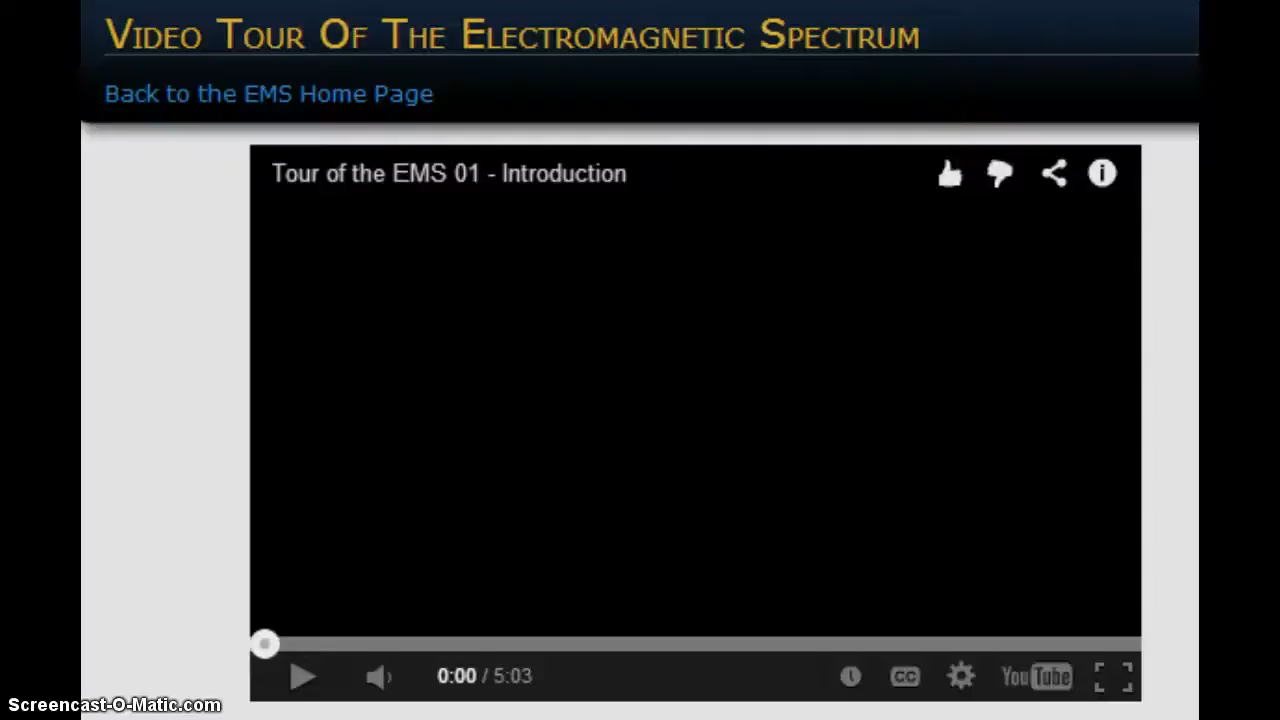 Video Tour Of The Electromagnetic Spectrum
Back to the EMS Home Page
Tour of the EMS 01 - Introduction
0:00 / 5:03
CC
YouTube
Screencast-O-Matic.com